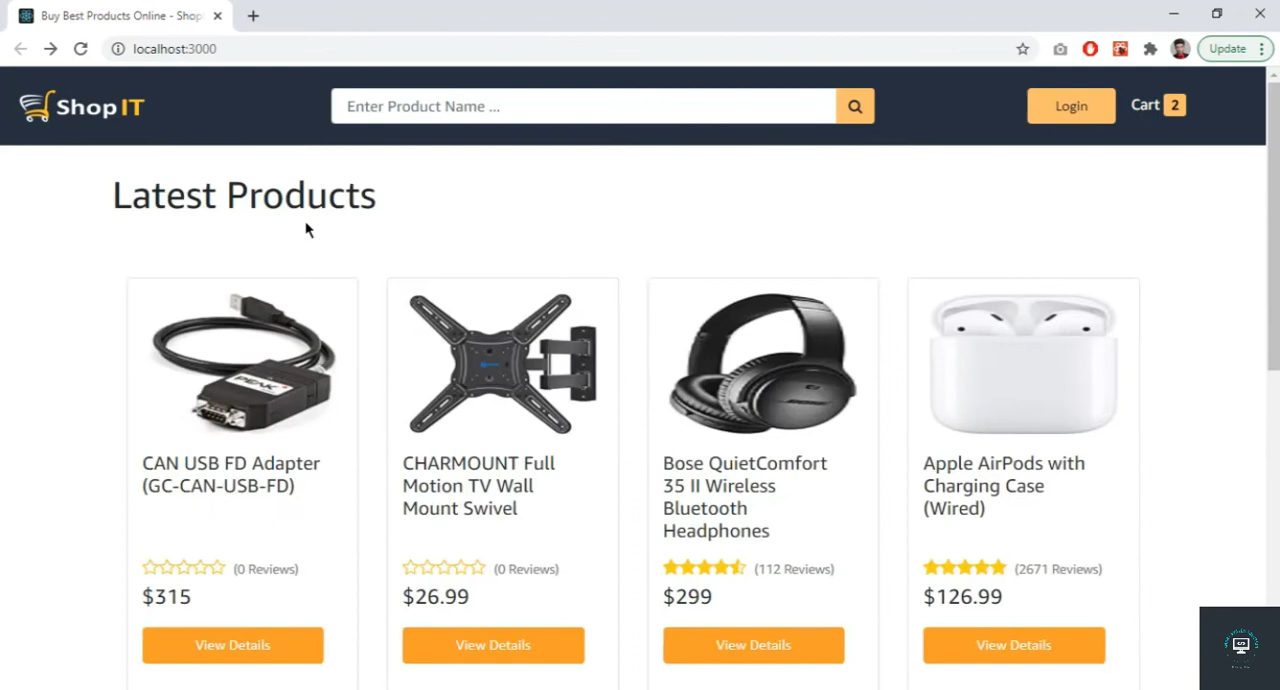 Buy Best Products Online - Shop
localhost:3000
Update
ShopIT
Enter Product Name ...
Login
Cart 2
Latest Products
PEAK
CAN USB FD Adapter
(GC-CAN-USB-FD)
(0 Reviews)
$315
View Details
CHARMOUNT Full
Motion TV Wall
Mount Swivel
(0 Reviews)
$26.99
View Details
BOSE
Bose QuietComfort
35 II Wireless
Bluetooth
Headphones
(112 Reviews)
$299
View Details
Apple AirPods with
Charging Case
(Wired)
(2671 Reviews)
$126.99
View Details